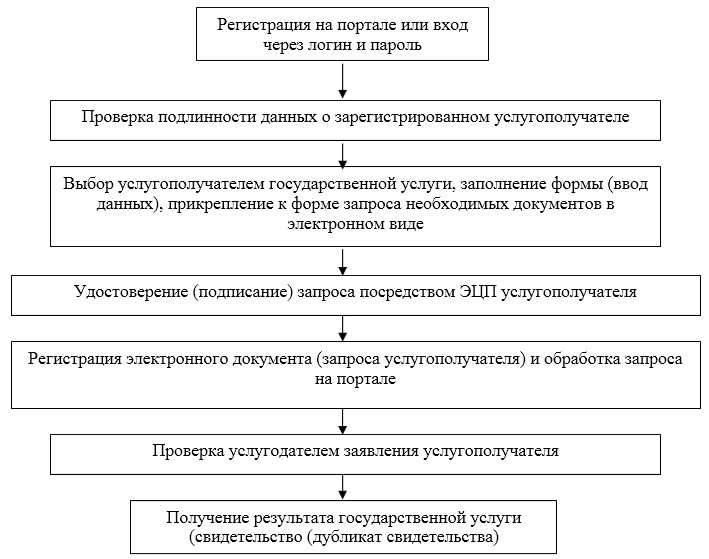 Регистрация на портале или вход
через логин и пароль
Проверка подлинности данных о зарегистрированном услугополучателе
Выбор услугополучателем государственной услуги, заполнение формы (ввод
данных), прикрепление к форме запроса необходимых документов в
электронном виде
Удостоверение (подписание) запроса посредством ЭЦП услугополучателя
Регистрация электронного документа (запроса услугополучателя) и обработка запроса
на портале
Проверка услугодателем заявления услугополучателя
Получение результата государственной услуги
(свидетельство (дубликат свидетельства)